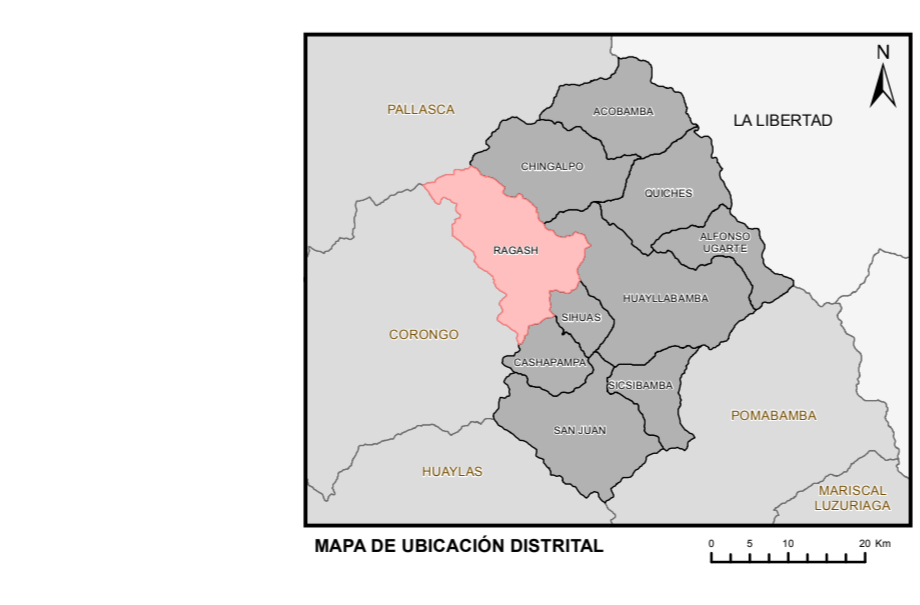 N
PALLASCA
ACOBAMBA
LA LIBERTAD
CHINGALPO
QUICHES
ALFONSO
UGARTE
RAGASH
HUAYLLABAMBA
SIHUAS
CORONGO
CASHAPAMPA
SICSIBAMBA
POMABAMBA
SAN JUAN
HUAYLAS
MARISCAL
LUZURIAGA
MAPA DE UBICACIÓN DISTRITAL
0 5 10 20 Km